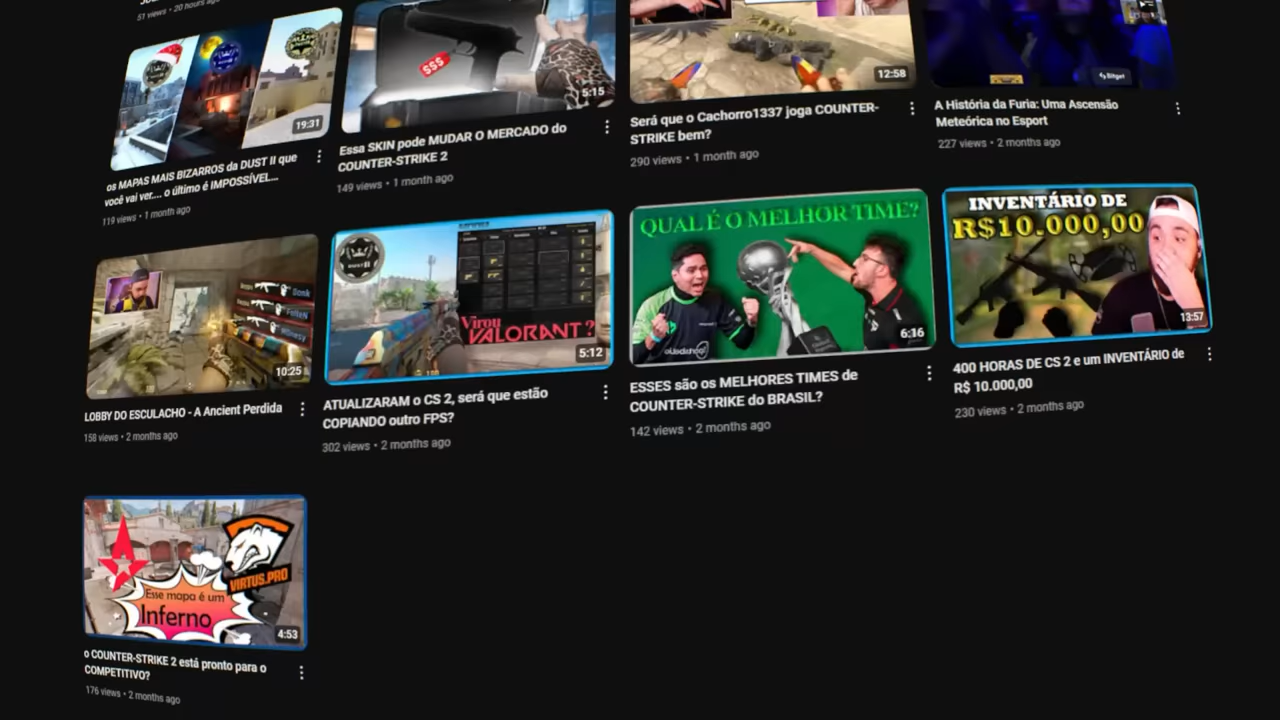 51 views • 20 hours ago
19:31
os MAPAS MAIS BIZARROS da DUST II que
você vai ver.... o último é IMPOSSÍVEL...
119 views • 1 month ago
$$$
5:15
Essa SKIN pode MUDAR O MERCADO do
COUNTER-STRIKE 2
149 views • 1 month ago
12:58
Será que o Cachorro1337 joga COUNTER-
STRIKE bem?
290 views • 1 month ago
Bitget
A História da Furia: Uma Ascensão
Meteórica no Esport
227 views • 2 months ago
Donk
10:25
LOBBY DO ESCULACHO - A Ancient Perdida
158 views • 2 months ago
Virou
VALORANT?
5:12
ATUALIZARAM o CS 2, será que estão
COPIANDO outro FPS?
302 views • 2 months ago
QUAL É O MELHOR TIME?
6:16
ESSES são os MELHORES TIMES de
COUNTER-STRIKE do BRASIL?
142 views • 2 months ago
INVENTÁRIO DE
R$10.000,00
13:57
400 HORAS DE CS 2 e um INVENTÁRIO de
R$ 10.000,00
230 views • 2 months ago
VIRTUS.PRO
Esse mapa é um
Inferno
4:53
o COUNTER-STRIKE 2 está pronto para o
COMPETITIVO?
176 views • 2 months ago